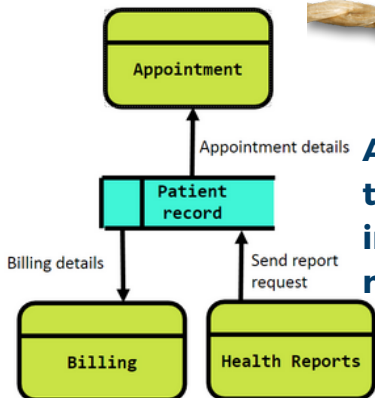 Appointment
Appointment details
Patient
record
Billing details
Send report
request
Billing
Health Reports